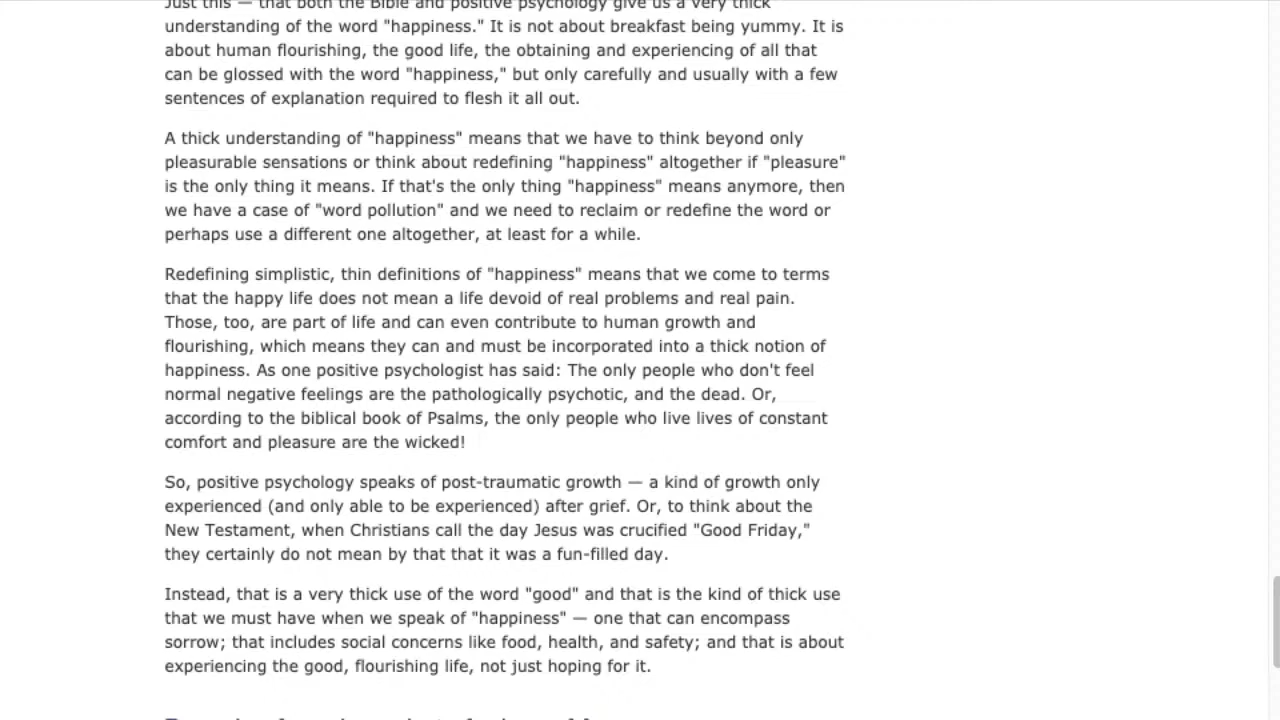 Just this — that both the Bible and positive psychology give us a very thick
understanding of the word "happiness." It is not about breakfast being yummy. It is
about human flourishing, the good life, the obtaining and experiencing of all that
can be glossed with the word "happiness," but only carefully and usually with a few
sentences of explanation required to flesh it all out.
A thick understanding of "happiness" means that we have to think beyond only
pleasurable sensations or think about redefining "happiness" altogether if "pleasure"
is the only thing it means. If that's the only thing "happiness" means anymore, then
we have a case of "word pollution" and we need to reclaim or redefine the word or
perhaps use a different one altogether, at least for a while.
Redefining simplistic, thin definitions of "happiness" means that we come to terms
that the happy life does not mean a life devoid of real problems and real pain.
Those, too, are part of life and can even contribute to human growth and
flourishing, which means they can and must be incorporated into a thick notion of
happiness. As one positive psychologist has said: The only people who don't feel
normal negative feelings are the pathologically psychotic, and the dead. Or,
according to the biblical book of Psalms, the only people who live lives of constant
comfort and pleasure are the wicked!
So, positive psychology speaks of post-traumatic growth — a kind of growth only
experienced (and only able to be experienced) after grief. Or, to think about the
New Testament, when Christians call the day Jesus was crucified "Good Friday,"
they certainly do not mean by that that it was a fun-filled day.
Instead, that is a very thick use of the word "good" and that is the kind of thick use
that we must have when we speak of "happiness" — one that can encompass
sorrow; that includes social concerns like food, health, and safety; and that is about
experiencing the good, flourishing life, not just hoping for it.